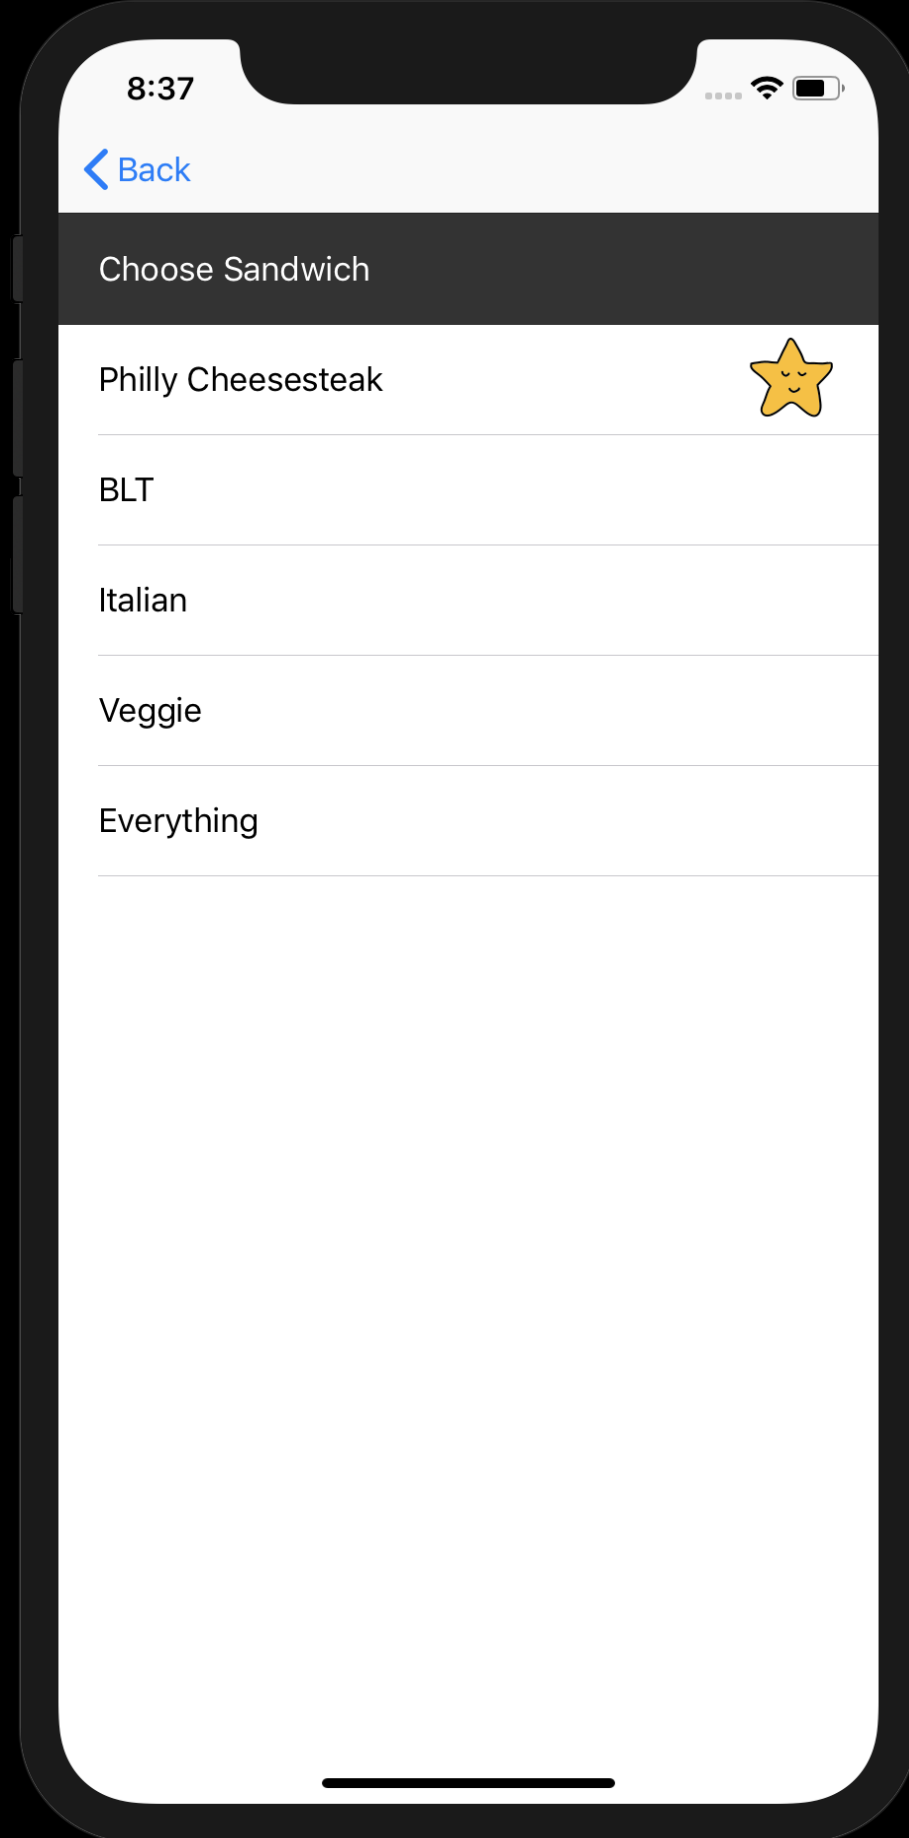 8:37
Back
Choose Sandwich
Philly Cheesesteak
BLT
Italian
Veggie
Everything